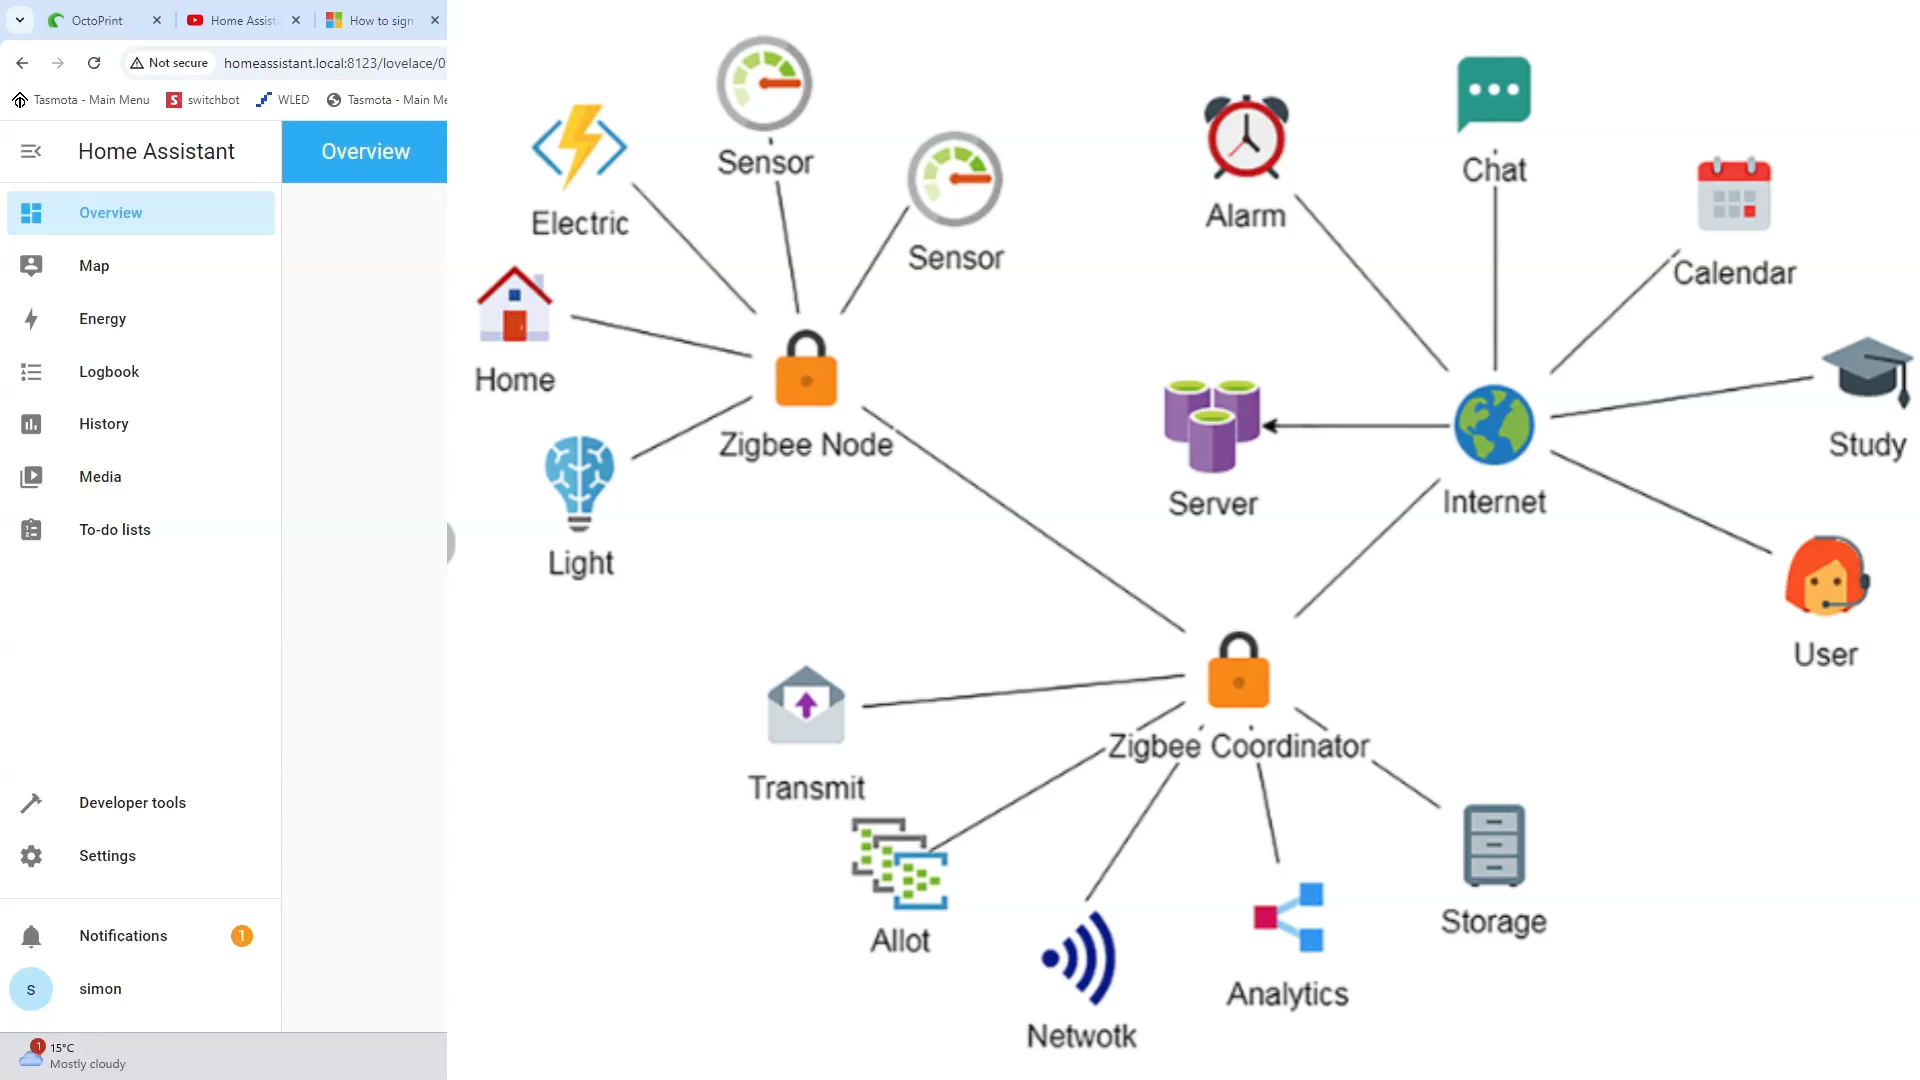 OctoPrint
Home Assist
How to sign
Not secure
homeassistant.local:8123/lovelace/0
Tasmota - Main Menu
S
switchbot
WLED
Tasmota - Main Me
Home Assistant
Overview
Overview
Map
Energy
Logbook
History
Media
To-do lists
Developer tools
Settings
Notifications
1
s
simon
1
15°C
Mostly cloudy
Electric
Sensor
Sensor
Home
Zigbee Node
Light
Alarm
Chat
Calendar
Study
Server
Internet
User
Zigbee Coordinator
Transmit
Allot
Netwotk
Analytics
Storage